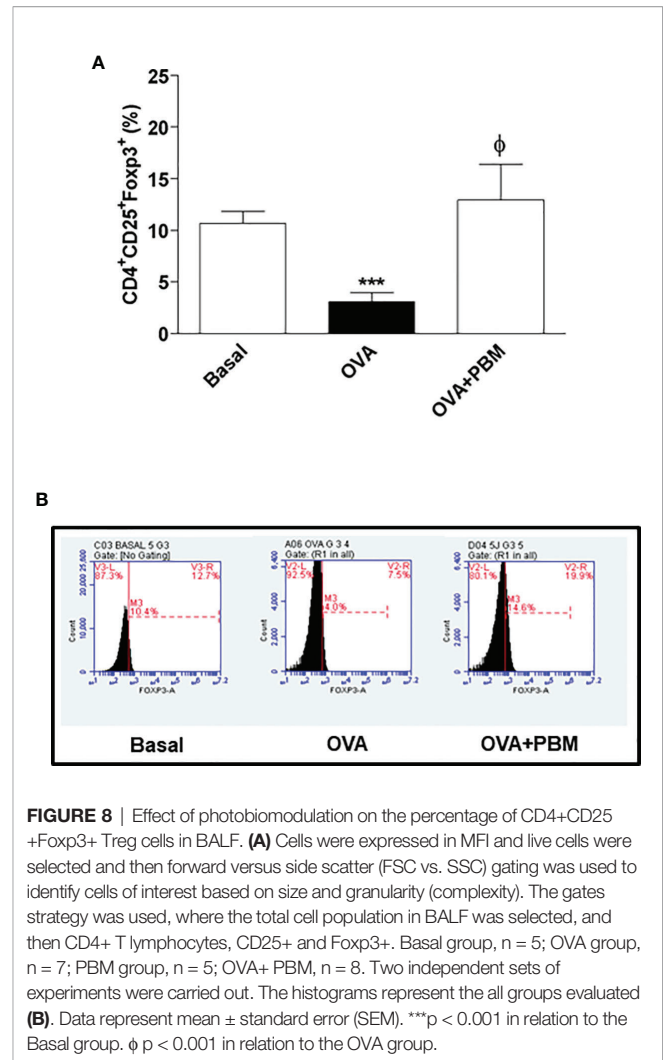 A
CD4+CD25+Foxp3+ (%)
25
20
15
10
5
0
***
ϕ
Basal
OVA
OVA+PBM
B
C03 BASAL 5 G3
Gate: [No Gating]
V3-L
87.3%
V3-R
12.7%
M3
10.4%
Count
FOXP3-A
Basal
A06 OVA G 3 4
Gate: (R1 in all)
V2-L
92.5%
V2-R
7.5%
M3
4.0%
Count
FOXP3-A
OVA
D04 5J G3 5
Gate: (R1 in all)
V2-L
80.1%
V2-R
19.9%
M3
14.6%
Count
FOXP3-A
OVA+PBM
FIGURE 8 | Effect of photobiomodulation on the percentage of CD4+CD25
+Foxp3+ Treg cells in BALF. (A) Cells were expressed in MFI and live cells were
selected and then forward versus side scatter (FSC vs. SSC) gating was used to
identify cells of interest based on size and granularity (complexity). The gates
strategy was used, where the total cell population in BALF was selected, and
then CD4+ T lymphocytes, CD25+ and Foxp3+. Basal group, n = 5; OVA group,
n = 7; PBM group, n = 5; OVA+ PBM, n = 8. Two independent sets of
experiments were carried out. The histograms represent the all groups evaluated
(B). Data represent mean ± standard error (SEM). ***p < 0.001 in relation to the
Basal group. ϕ p < 0.001 in relation to the OVA group.